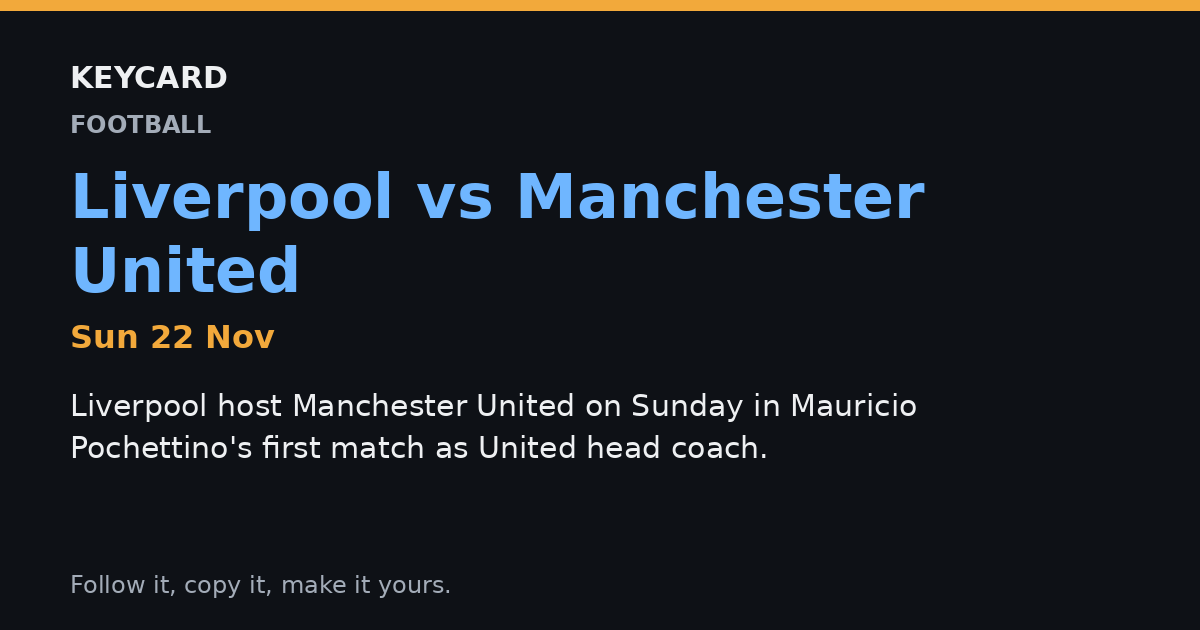 KEYCARD
FOOTBALL
Liverpool vs Manchester
United
Sun 22 Nov
Liverpool host Manchester United on Sunday in Mauricio
Pochettino's first match as United head coach.
Follow it, copy it, make it yours.